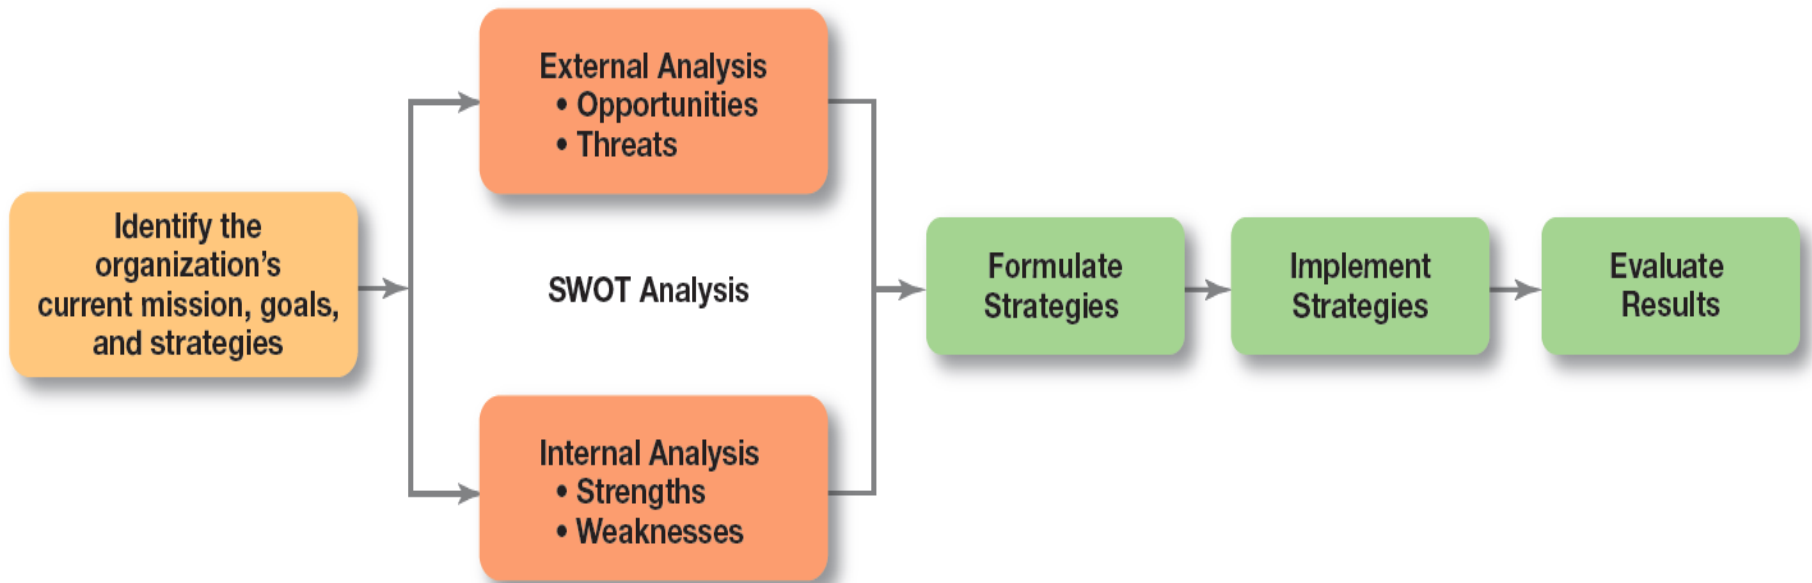 Identify the
organization’s
current mission, goals,
and strategies
External Analysis
• Opportunities
• Threats
SWOT Analysis
Internal Analysis
• Strengths
• Weaknesses
Formulate
Strategies
Implement
Strategies
Evaluate
Results